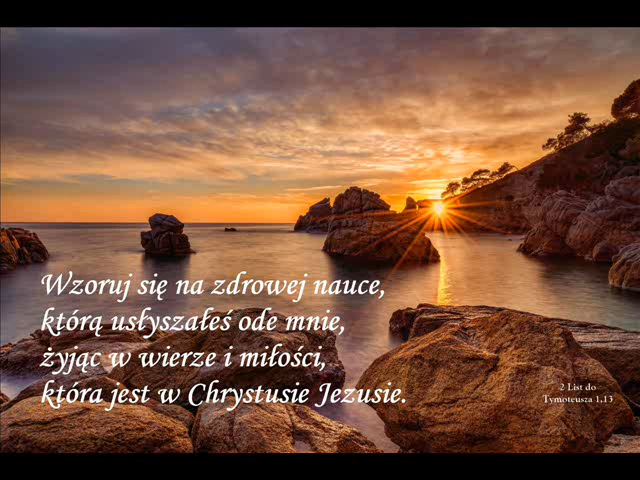 Wzoruj się na zdrowej nauce,
którą usłyszałeś ode mnie,
żyjąc w wierze i miłości,
która jest w Chrystusie Jezusie.
2 List do
Tymoteusza 1,13